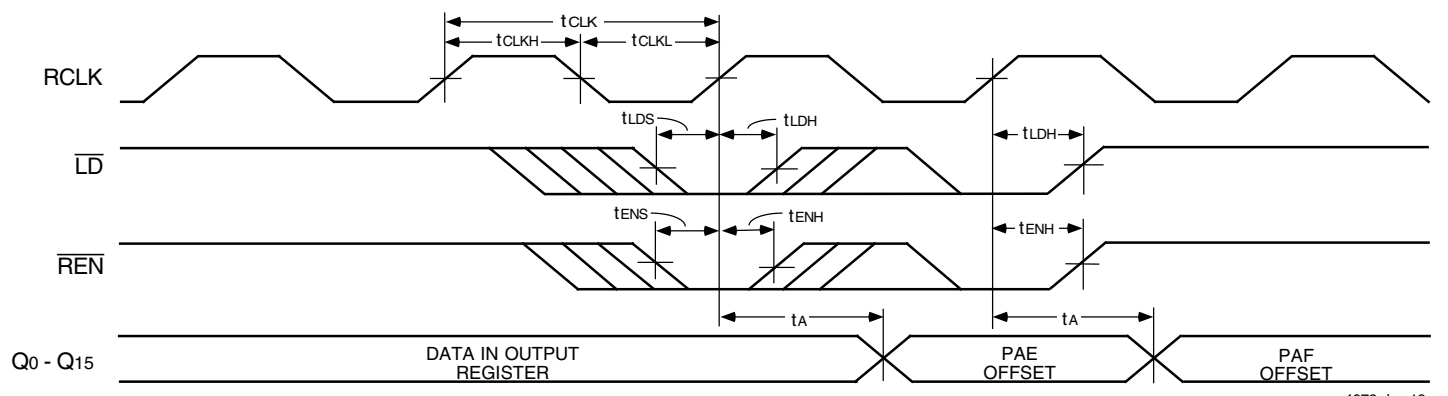 tCLK
tCLKH
tCLKL
RCLK
tLDS
tLDH
tLDH
LD
tENS
tENH
tENH
REN
tA
tA
Q0 - Q15
DATA IN OUTPUT
REGISTER
PAE
OFFSET
PAF
OFFSET